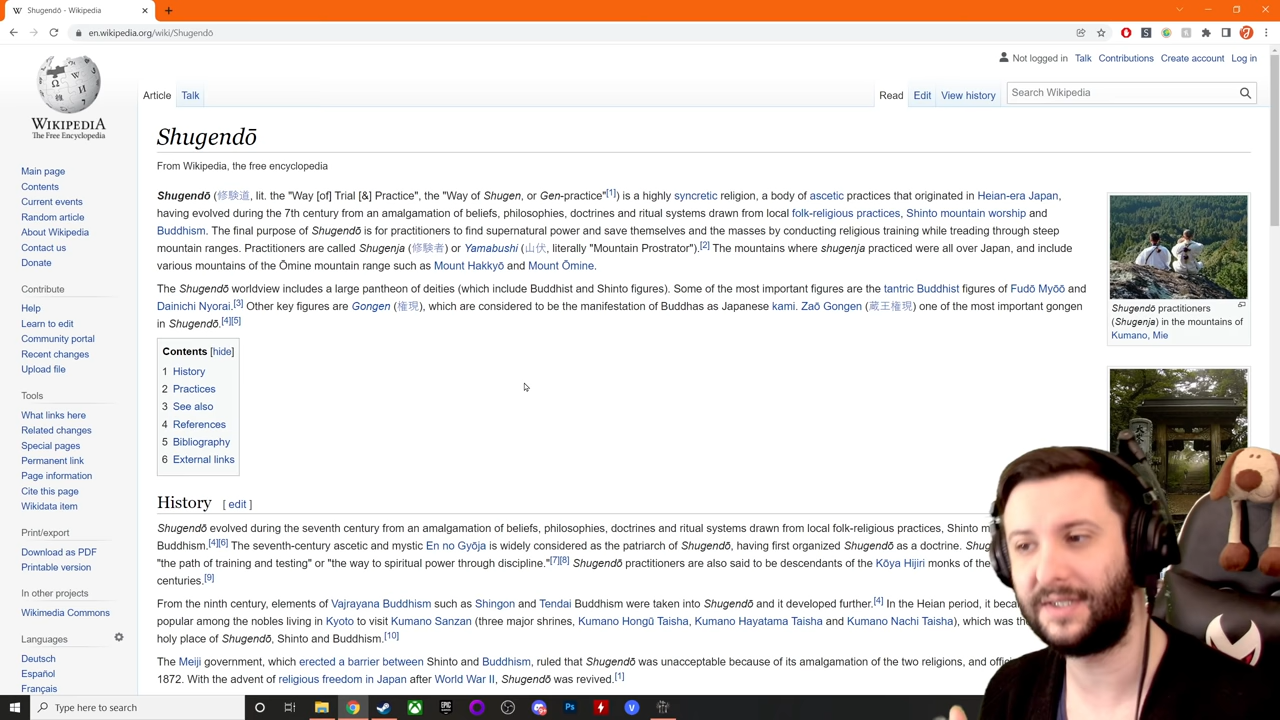 Shugendō - Wikipedia
en.wikipedia.org/wiki/Shugendō
Not logged in Talk Contributions Create account Log in
Article Talk
Read Edit View history
Search Wikipedia
WIKIPEDIA
The Free Encyclopedia
Main page
Contents
Current events
Random article
About Wikipedia
Contact us
Donate
Contribute
Help
Learn to edit
Community portal
Recent changes
Upload file
Tools
What links here
Related changes
Special pages
Permanent link
Page information
Cite this page
Wikidata item
Print/export
Download as PDF
Printable version
In other projects
Wikimedia Commons
Languages
Deutsch
Español
Français
Shugendō
From Wikipedia, the free encyclopedia
Shugendō (修験道, lit. the "Way [of] Trial [&] Practice", the "Way of Shugen, or Gen-practice"[1]) is a highly syncretic religion, a body of ascetic practices that originated in Heian-era Japan,
having evolved during the 7th century from an amalgamation of beliefs, philosophies, doctrines and ritual systems drawn from local folk-religious practices, Shinto mountain worship and
Buddhism. The final purpose of Shugendō is for practitioners to find supernatural power and save themselves and the masses by conducting religious training while treading through steep
mountain ranges. Practitioners are called Shugenja (修験者) or Yamabushi (山伏, literally "Mountain Prostrator").[2] The mountains where shugenja practiced were all over Japan, and include
various mountains of the Ōmine mountain range such as Mount Hakkyō and Mount Ōmine.
The Shugendō worldview includes a large pantheon of deities (which include Buddhist and Shinto figures). Some of the most important figures are the tantric Buddhist figures of Fudō Myōō and
Dainichi Nyorai.[3] Other key figures are Gongen (権現), which are considered to be the manifestation of Buddhas as Japanese kami. Zaō Gongen (蔵王権現) one of the most important gongen
in Shugendō.[4][5]
Shugendō practitioners
(Shugenja) in the mountains of
Kumano, Mie
Contents [hide]
1 History
2 Practices
3 See also
4 References
5 Bibliography
6 External links
History [ edit ]
Shugendō evolved during the seventh century from an amalgamation of beliefs, philosophies, doctrines and ritual systems drawn from local folk-religious practices, Shinto
Buddhism.[4][6] The seventh-century ascetic and mystic En no Gyōja is widely considered as the patriarch of Shugendō, having first organized Shugendō as a doctrine.
"the path of training and testing" or "the way to spiritual power through discipline."[7][8] Shugendō practitioners are also said to be descendants of the Kōya Hijiri monks of the
centuries.[9]
From the ninth century, elements of Vajrayana Buddhism such as Shingon and Tendai Buddhism were taken into Shugendō and it developed further.[4] In the Heian period, it
popular among the nobles living in Kyoto to visit Kumano Sanzan (three major shrines, Kumano Hongū Taisha, Kumano Hayatama Taisha and Kumano Nachi Taisha), which was
holy place of Shugendō, Shinto and Buddhism.[10]
The Meiji government, which erected a barrier between Shinto and Buddhism, ruled that Shugendō was unacceptable because of its amalgamation of the two religions, and
1872. With the advent of religious freedom in Japan after World War II, Shugendō was revived.[1]
Type here to search